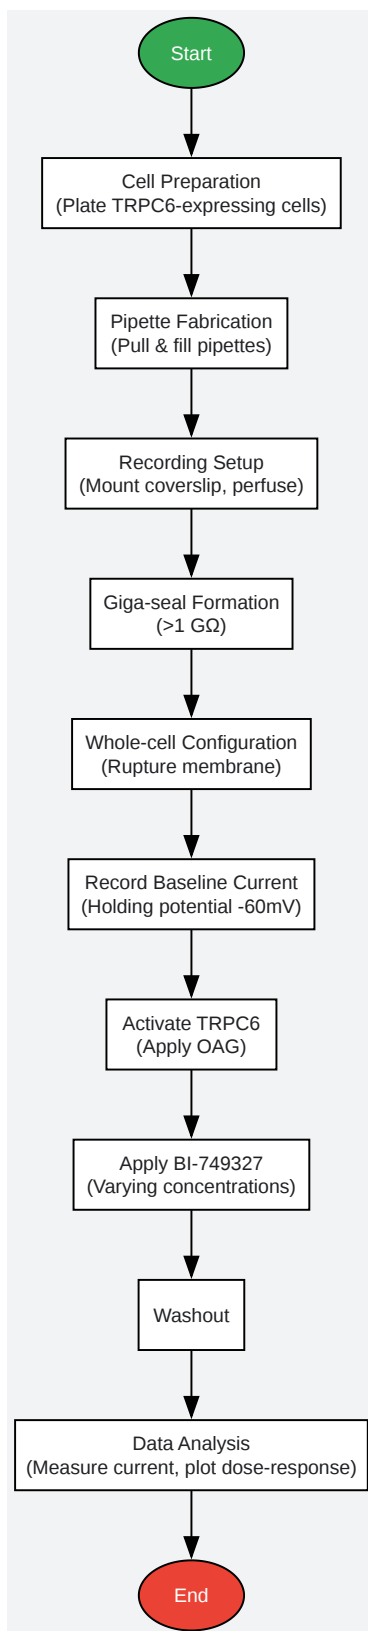 Start
Cell Preparation
(Plate TRPC6-expressing cells)
Pipette Fabrication
(Pull & fill pipettes)
Recording Setup
(Mount coverslip, perfuse)
Giga-seal Formation
(>1 GΩ)
Whole-cell Configuration
(Rupture membrane)
Record Baseline Current
(Holding potential -60mV)
Activate TRPC6
(Apply OAG)
Apply BI-749327
(Varying concentrations)
Washout
Data Analysis
(Measure current, plot dose-response)
End